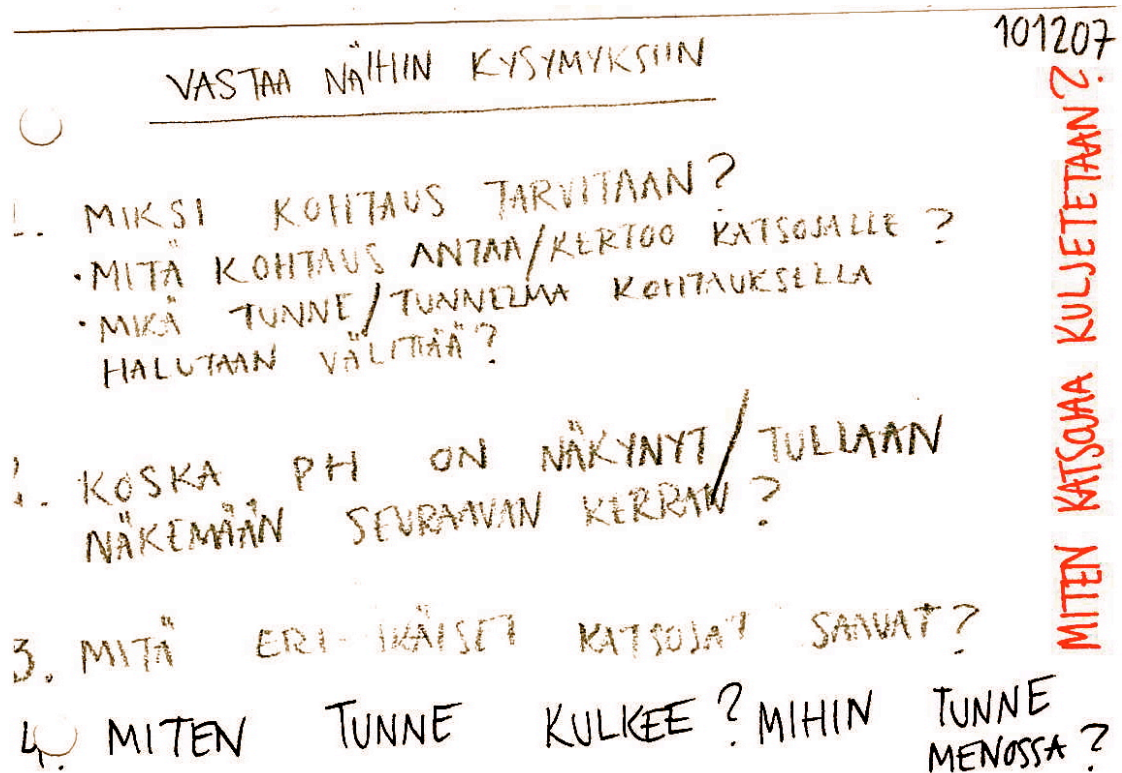 101207
VASTAA NÄIHIN KYSYMYKSIIN
1. MIKSI KOHTAUS TARVITAAN?
• MITÄ KOHTAUS ANTAA/KERTOO KATSOJALLE?
• MIKÄ TUNNE/TUNNELMA KOHTAUKSELLA
HALUTAAN VÄLITTÄÄ?
2. KOSKA PH ON NÄKYNYT/TULLAAN
NÄKEMÄÄN SEURAAVAN KERRAN?
3. MITÄ ERI-IKÄISET KATSOJAT SAAVAT?
4. MITEN TUNNE KULKEE? MIHIN TUNNE
MENOSSA?
MITEN KATSOJAA KULJETETAAN?